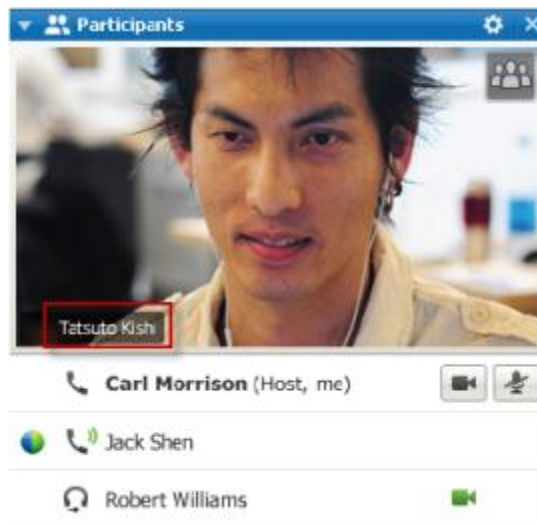 Participants
Tatsuto Kishi
Carl Morrison (Host, me)
Jack Shen
Robert Williams